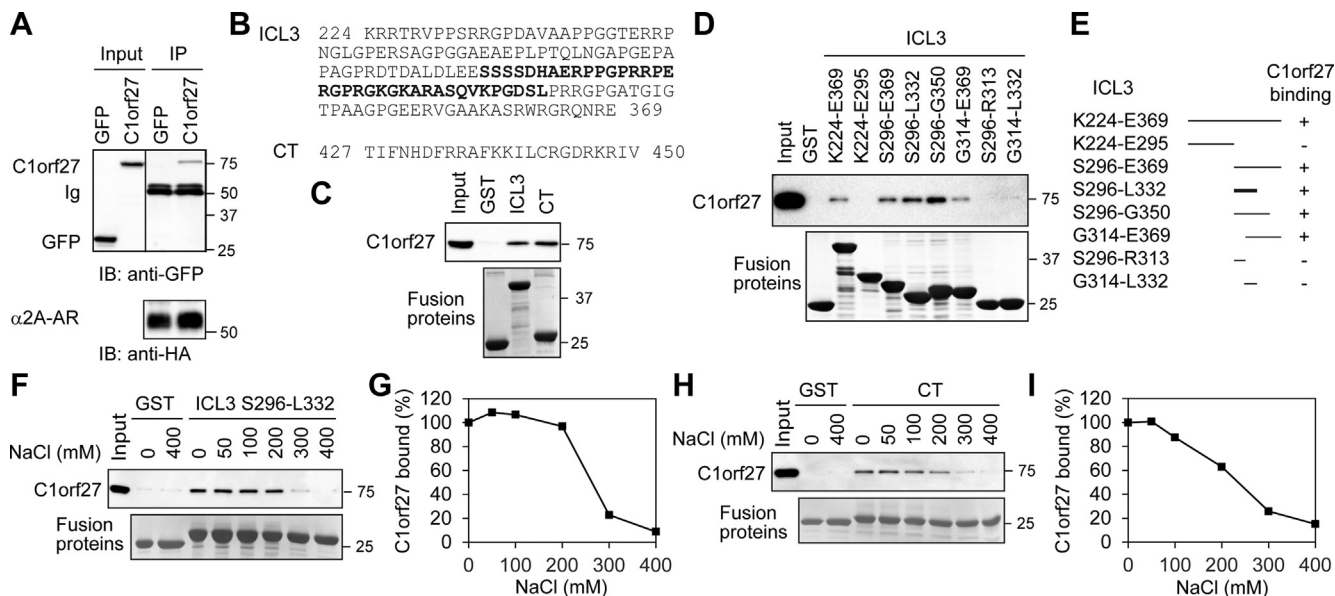 A
Input IP
GFP
C1orf27
GFP
C1orf27
C1orf27
Ig
GFP
75
50
37
25
IB: anti-GFP
α2A-AR
50
IB: anti-HA
B
ICL3 224 KRRTRVPPSRRGPDAVAAPPGGTERRP
NGLGPERSAGPGGAEAEPLPTQLNGAPGEPA
PAGPRDTDALDLEESSSSDHAERPPGPRRPE
RGPRGKGKARASQVKPGDSLPRRGPGATGIG
TPAAGPGEERVGAAKASRWRGRQNRE 369
CT 427 TIFNHDFRRAFKKILCRGDRKRIV 450
C
Input
GST
ICL3
CT
C1orf27
75
Fusion
proteins
37
25
D
ICL3
Input
GST
K224-E369
K224-E295
S296-E369
S296-L332
S296-G350
G314-E369
S296-R313
G314-L332
C1orf27
75
Fusion
proteins
37
25
E
ICL3
C1orf27
binding
K224-E369 +
K224-E295 -
S296-E369 +
S296-L332 +
S296-G350 +
G314-E369 +
S296-R313 -
G314-L332 -
F
GST ICL3 S296-L332
NaCl (mM)
Input
0
400
0
50
100
200
300
400
C1orf27
75
Fusion
proteins
25
G
C1orf27 bound (%)
120
100
80
60
40
20
0
0 100 200 300 400
NaCl (mM)
H
GST CT
NaCl (mM)
Input
0
400
0
50
100
200
300
400
C1orf27
75
Fusion
proteins
25
I
C1orf27 bound (%)
120
100
80
60
40
20
0
0 100 200 300 400
NaCl (mM)